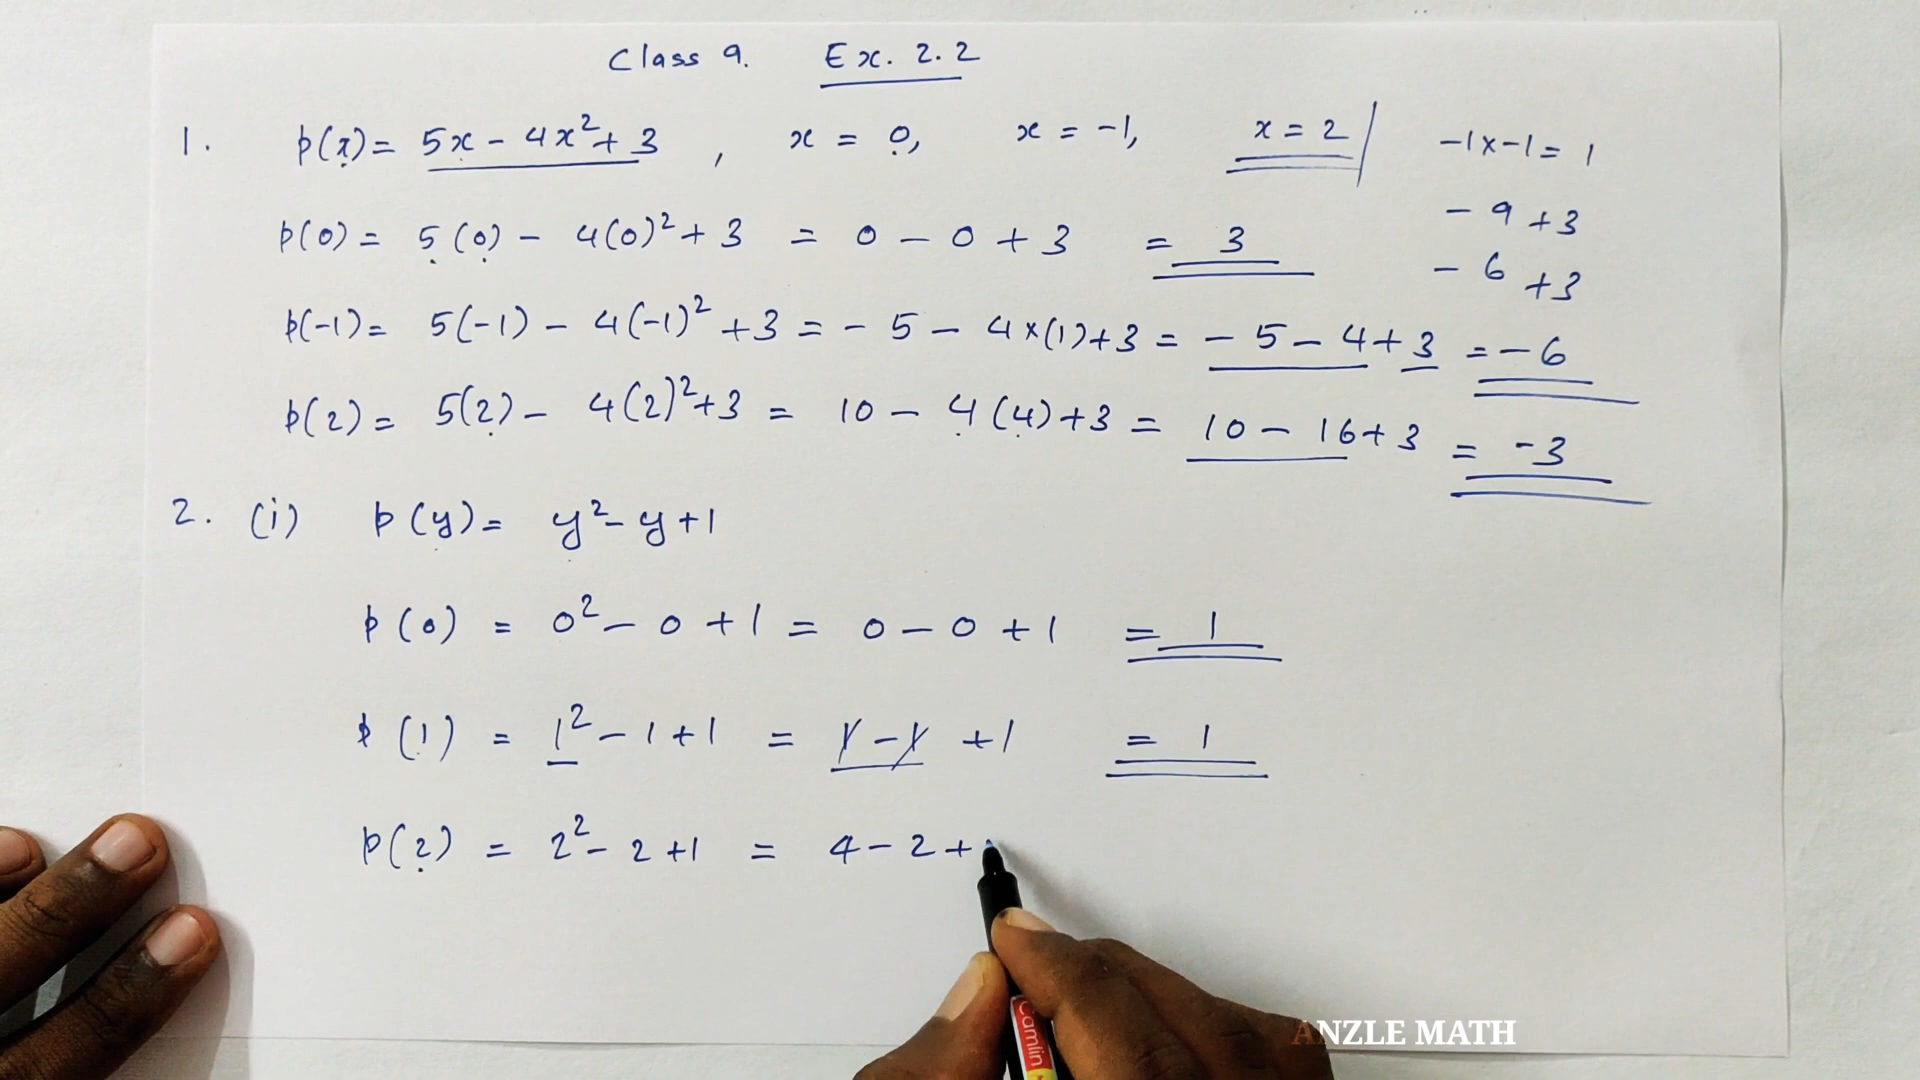 Class 9. Ex. 2.2
1. p(x) = 5x - 4x² + 3 , x = 0, x = -1, x = 2
-1x-1 = 1
- 9 +3
- 6 +3
p(0) = 5(0) - 4(0)² + 3 = 0 - 0 + 3 = 3
p(-1) = 5(-1) - 4(-1)² + 3 = - 5 - 4×(1)+3 = - 5 - 4 + 3 = -6
p(2) = 5(2) - 4(2)² + 3 = 10 - 4(4) + 3 = 10 - 16 + 3 = -3
2. (i) p(y) = y² - y + 1
p(0) = 0² - 0 + 1 = 0 - 0 + 1 = 1
p(1) = 1² - 1 + 1 = 1 - 1 + 1 = 1
p(2) = 2² - 2 + 1 = 4 - 2 +
Camlin
ANZLE MATH